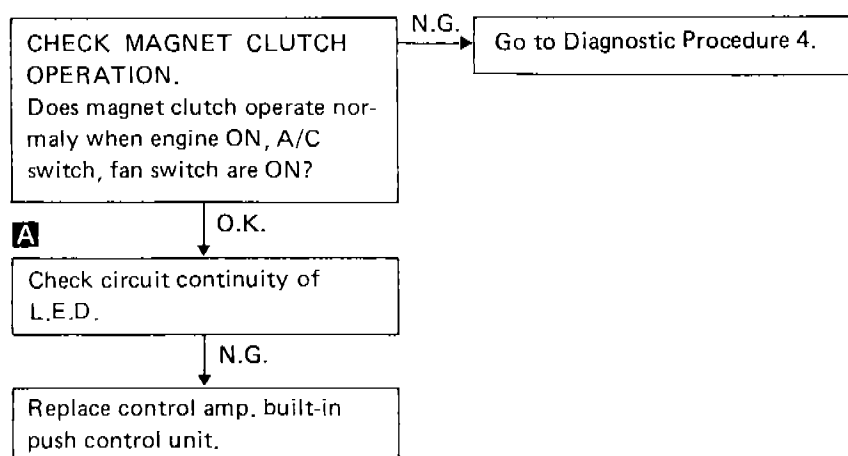 CHECK MAGNET CLUTCH
OPERATION.
Does magnet clutch operate nor-
maly when engine ON, A/C
switch, fan switch are ON?
N.G.
Go to Diagnostic Procedure 4.
O.K.
A
Check circuit continuity of
L.E.D.
N.G.
Replace control amp. built-in
push control unit.